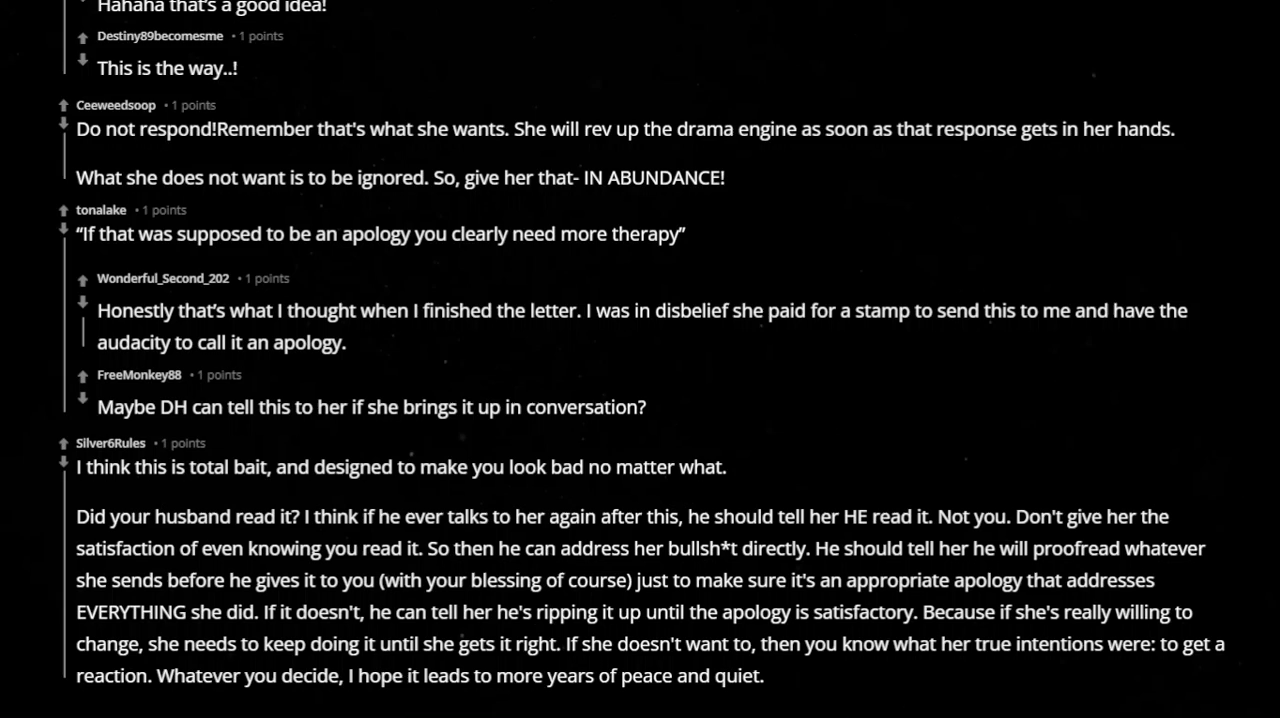 Hahaha that's a good idea!
Destiny89becomesme • 1 points
This is the way..!
Ceeweedsoop • 1 points
Do not respond!Remember that's what she wants. She will rev up the drama engine as soon as that response gets in her hands.
What she does not want is to be ignored. So, give her that- IN ABUNDANCE!
tonalake • 1 points
“If that was supposed to be an apology you clearly need more therapy”
Wonderful_Second_202 • 1 points
Honestly that’s what I thought when I finished the letter. I was in disbelief she paid for a stamp to send this to me and have the
audacity to call it an apology.
FreeMonkey88 • 1 points
Maybe DH can tell this to her if she brings it up in conversation?
Silver6Rules • 1 points
I think this is total bait, and designed to make you look bad no matter what.
Did your husband read it? I think if he ever talks to her again after this, he should tell her HE read it. Not you. Don't give her the
satisfaction of even knowing you read it. So then he can address her bullsh*t directly. He should tell her he will proofread whatever
she sends before he gives it to you (with your blessing of course) just to make sure it's an appropriate apology that addresses
EVERYTHING she did. If it doesn't, he can tell her he's ripping it up until the apology is satisfactory. Because if she's really willing to
change, she needs to keep doing it until she gets it right. If she doesn't want to, then you know what her true intentions were: to get a
reaction. Whatever you decide, I hope it leads to more years of peace and quiet.